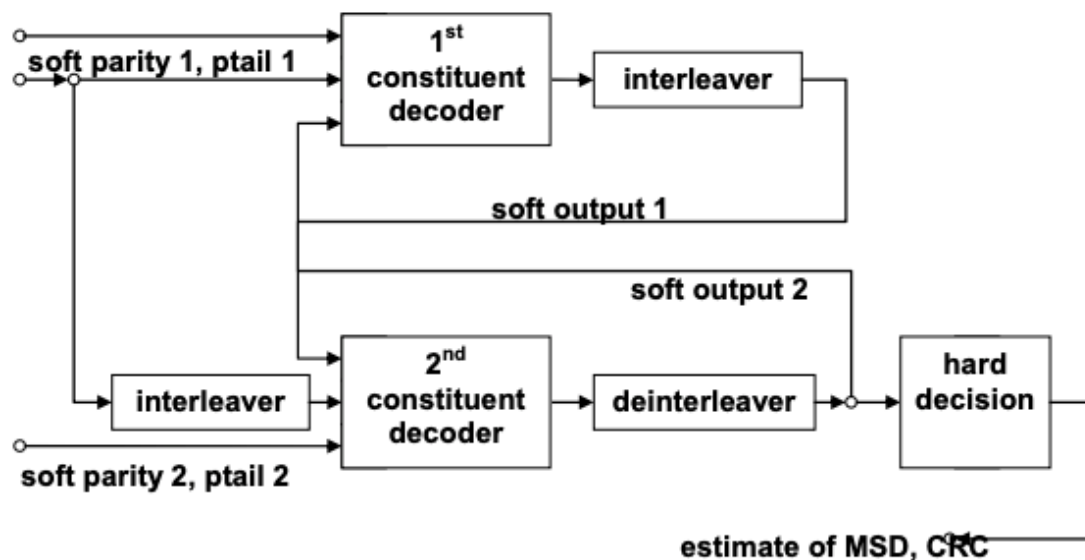 soft parity 1, ptail 1
1st
constituent
decoder
interleaver
soft output 1
soft output 2
interleaver
2nd
constituent
decoder
deinterleaver
hard
decision
soft parity 2, ptail 2
estimate of MSD, CRC